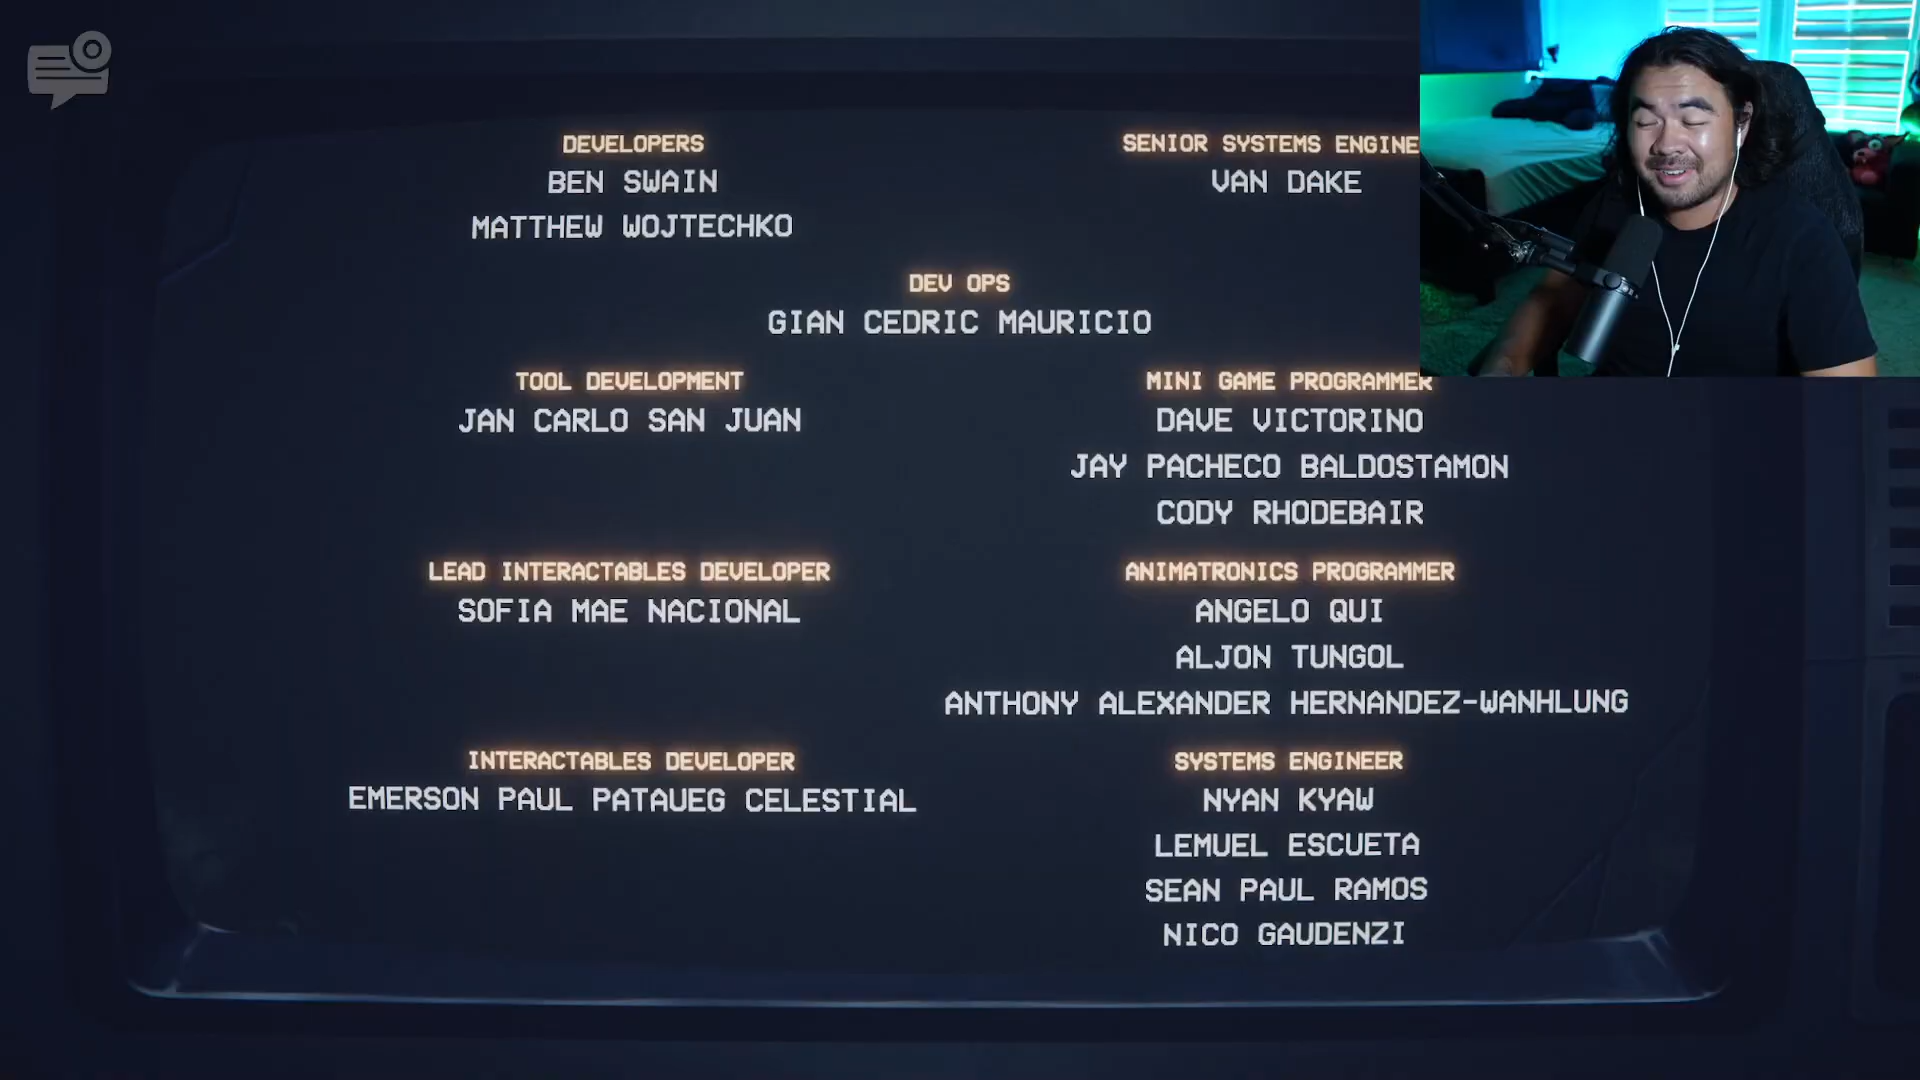 DEVELOPERS
BEN SWAIN
MATTHEW WOJTECHKO
SENIOR SYSTEMS ENGINE
VAN DAKE
DEV OPS
GIAN CEDRIC MAURICIO
TOOL DEVELOPMENT
JAN CARLO SAN JUAN
MINI GAME PROGRAMMER
DAVE VICTORINO
JAY PACHECO BALDOSTAMON
CODY RHODEBAIR
LEAD INTERACTABLES DEVELOPER
SOFIA MAE NACIONAL
ANIMATRONICS PROGRAMMER
ANGELO QUI
ALJON TUNGOL
ANTHONY ALEXANDER HERNANDEZ-WANHLUNG
INTERACTABLES DEVELOPER
EMERSON PAUL PATAUEG CELESTIAL
SYSTEMS ENGINEER
NYAN KYAW
LEMUEL ESCUETA
SEAN PAUL RAMOS
NICO GAUDENZI